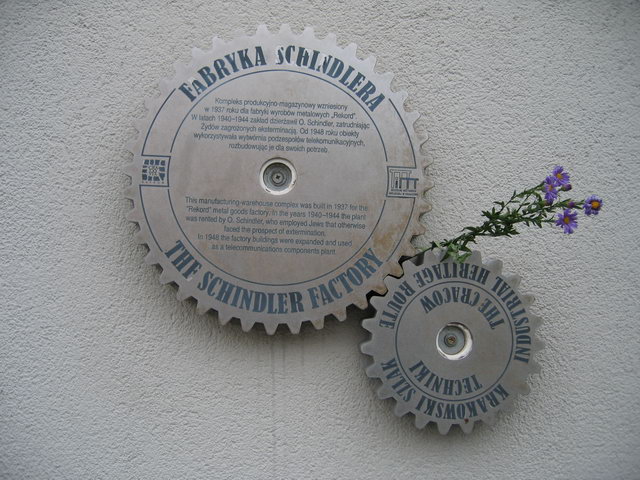 FABRYKA SCHINDLERA
Kompleks produkcyjno-magazynowy wzniesiony
w 1937 roku dla fabryki wyrobów metalowych „Rekord”.
W latach 1940–1944 zakład dzierżawił O. Schindler, zatrudniając
Żydów zagrożonych eksterminacją. Od 1948 roku obiekty
wykorzystywała wytwórnia podzespołów telekomunikacyjnych,
rozbudowując je dla swoich potrzeb.
This manufacturing-warehouse complex was built in 1937 for the
"Rekord" metal goods factory. In the years 1940–1944 the plant
was rented by O. Schindler, who employed Jews that otherwise
faced the prospect of extermination.
In 1948 the factory buildings were expanded and used
as a telecommunications components plant.
THE SCHINDLER FACTORY
KRAKOWSKI SZLAK
TECHNIKI
THE CRACOW
INDUSTRIAL HERITAGE ROUTE